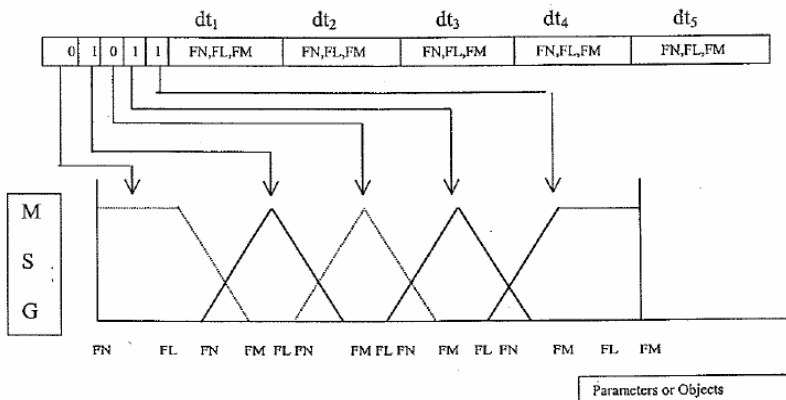 dt1 dt2 dt3 dt4 dt5
0 1 0 1 1 FN,FL,FM FN,FL,FM FN,FL,FM FN,FL,FM FN,FL,FM
M
S
G
FN FL FN FM FL FN FM FL FN FM FL FN FM FL FM
Parameters or Objects